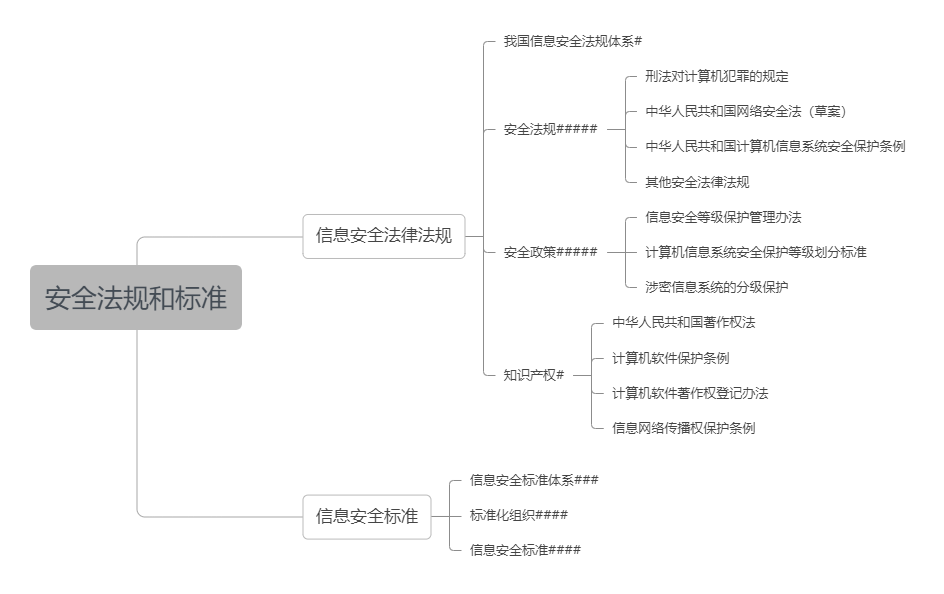 安全法规和标准
信息安全法律法规
我国信息安全法规体系#
安全法规#####
刑法对计算机犯罪的规定
中华人民共和国网络安全法（草案）
中华人民共和国计算机信息系统安全保护条例
其他安全法律法规
安全政策#####
信息安全等级保护管理办法
计算机信息系统安全保护等级划分标准
涉密信息系统的分级保护
知识产权#
中华人民共和国著作权法
计算机软件保护条例
计算机软件著作权登记办法
信息网络传播权保护条例
信息安全标准
信息安全标准体系###
标准化组织####
信息安全标准####